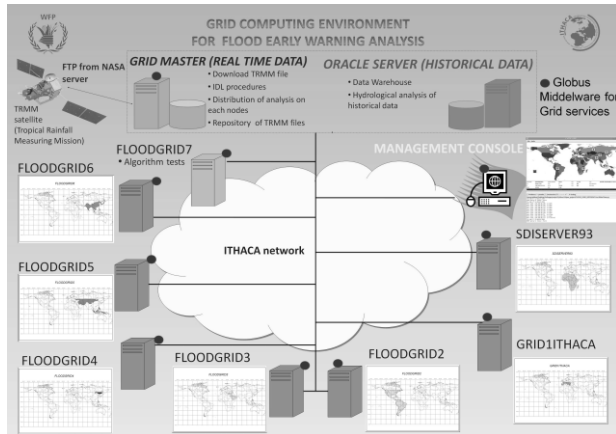 WFP
GRID COMPUTING ENVIRONMENT
FOR FLOOD EARLY WARNING ANALYSIS
ITHACA
FTP from NASA
server
TRMM
satellite
(Tropical Rainfall
Measuring Mission)
GRID MASTER (REAL TIME DATA)
• Download TRMM file
• IDL procedures
• Distribution of analysis on
each nodes
• Repository of TRMM files
ORACLE SERVER (HISTORICAL DATA)
• Data Warehouse
• Hydrological analysis of
historical data
Globus
Middelware for
Grid services
FLOODGRID7
• Algorithm tests
MANAGEMENT CONSOLE
FLOODGRID6
ITHACA network
SDISERVER93
FLOODGRID5
FLOODGRID4
FLOODGRID3
FLOODGRID2
GRID1ITHACA